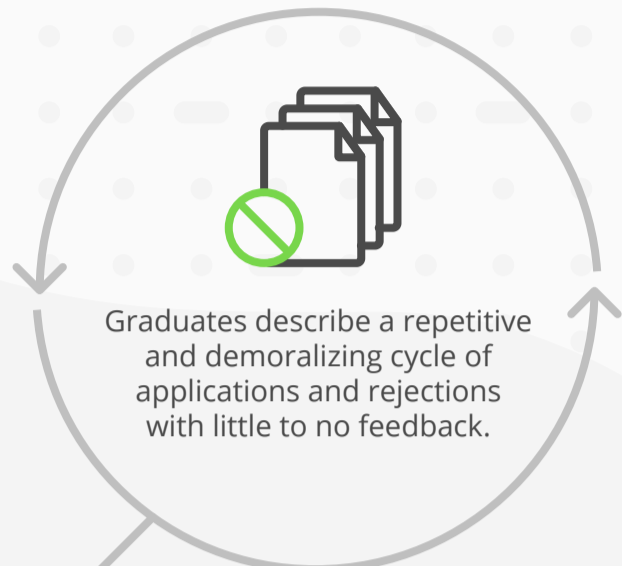 Graduates describe a repetitive
and demoralizing cycle of
applications and rejections
with little to no feedback.